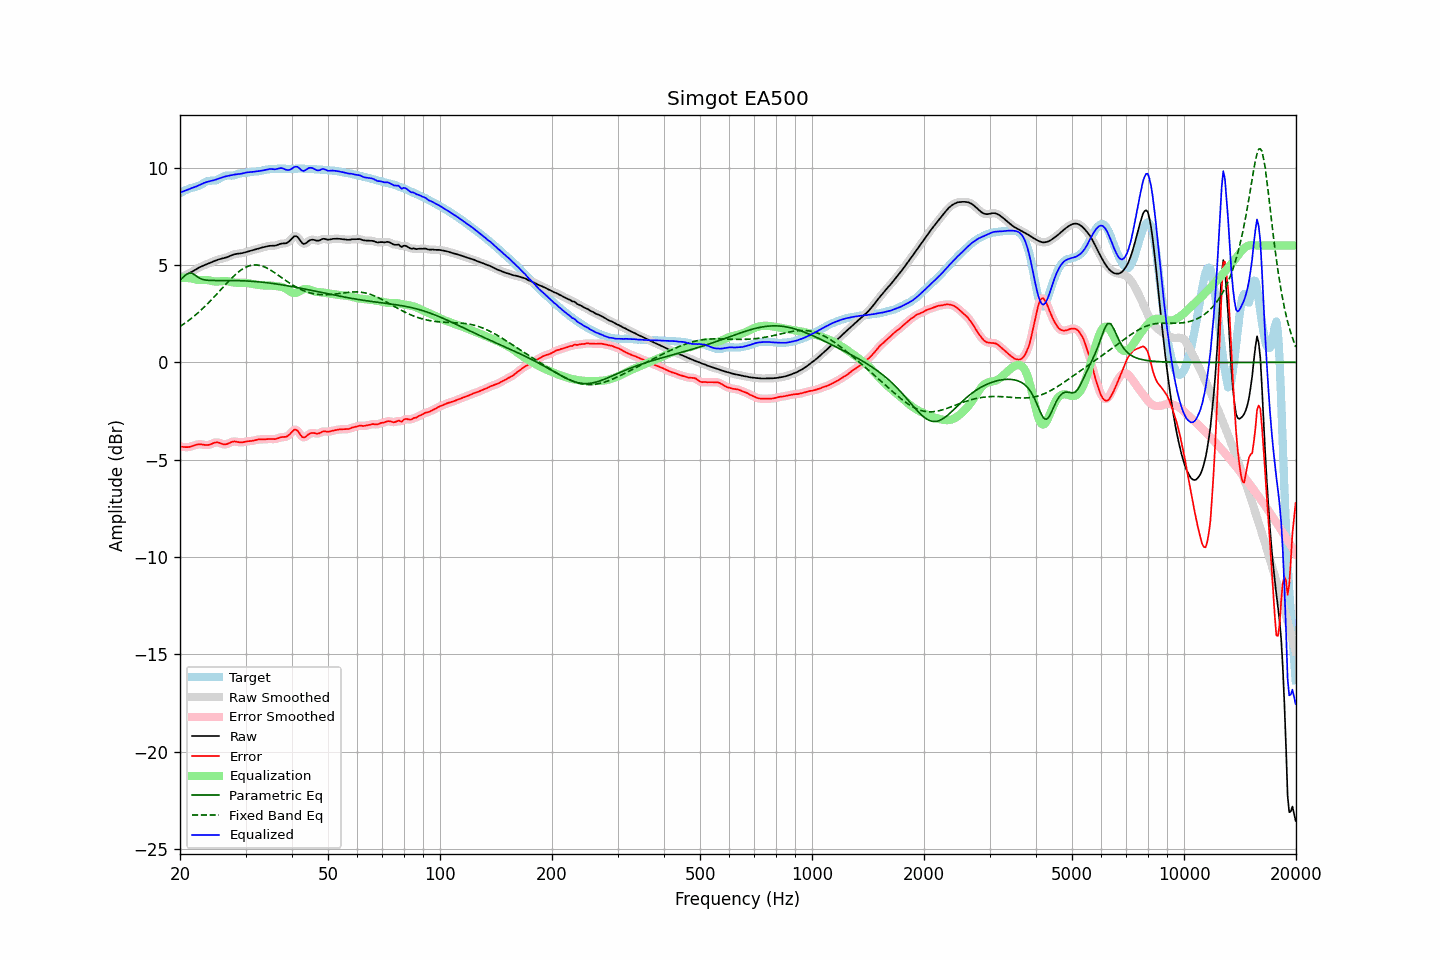 Simgot EA500
Amplitude (dBr)
10
5
0
−5
−10
−15
−20
−25
Target
Raw Smoothed
Error Smoothed
Raw
Error
Equalization
Parametric Eq
Fixed Band Eq
Equalized
20 50 100 200 500 1000 2000 5000 10000 20000
Frequency (Hz)